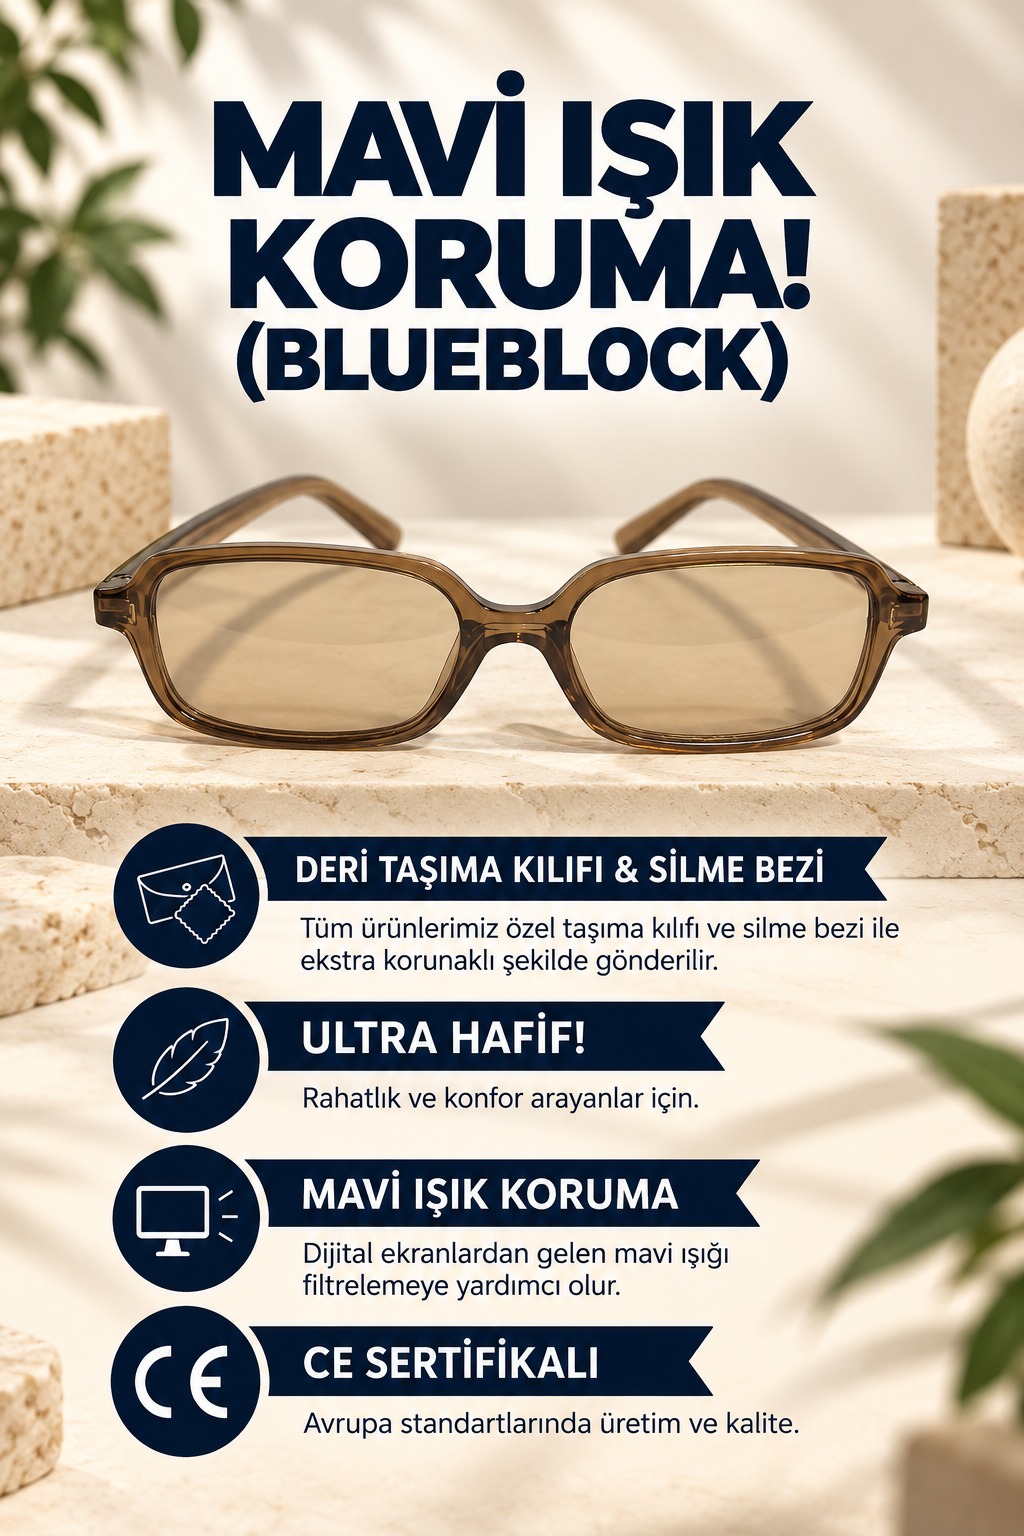 MAVİ IŞIK
KORUMA!
(BLUEBLOCK)
DERİ TAŞIMA KILIFI & SİLME BEZİ
Tüm ürünlerimiz özel taşıma kılıfı ve silme bezi ile
ekstra korunaklı şekilde gönderilir.
ULTRA HAFİF!
Rahatlık ve konfor arayanlar için.
MAVİ IŞIK KORUMA
Dijital ekranlardan gelen mavi ışığı
filtrelemeye yardımcı olur.
CE
CE SERTİFİKALI
Avrupa standartlarında üretim ve kalite.